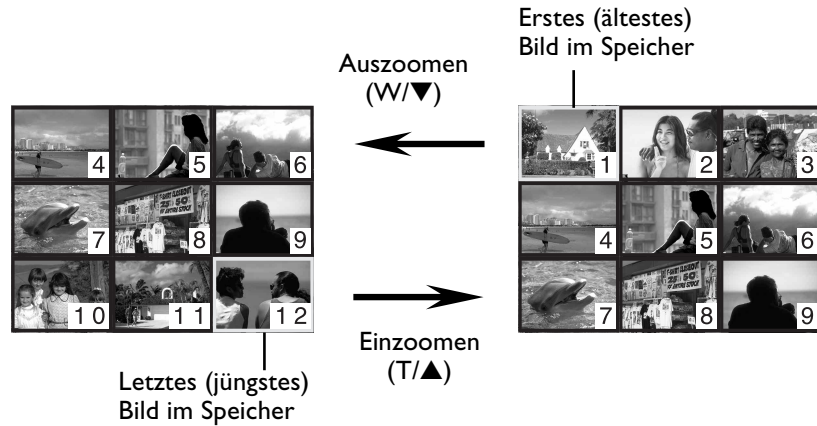 Erstes (ältestes)
Bild im Speicher
Auszoomen
(W/▼)
4 5 6
7 8 9
10 11 12
1 2 3
4 5 6
7 8 9
Einzoomen
(T/▲)
Letztes (jüngstes)
Bild im Speicher